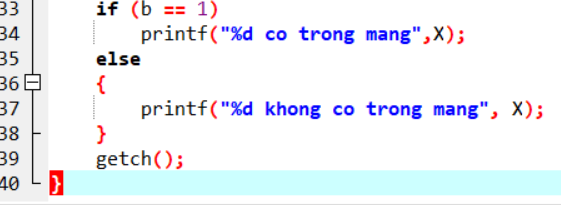 33 if (b == 1)
34 printf("%d co trong mang",X);
35 else
36 {
37 printf("%d khong co trong mang", X);
38 }
39 getch();
40 }